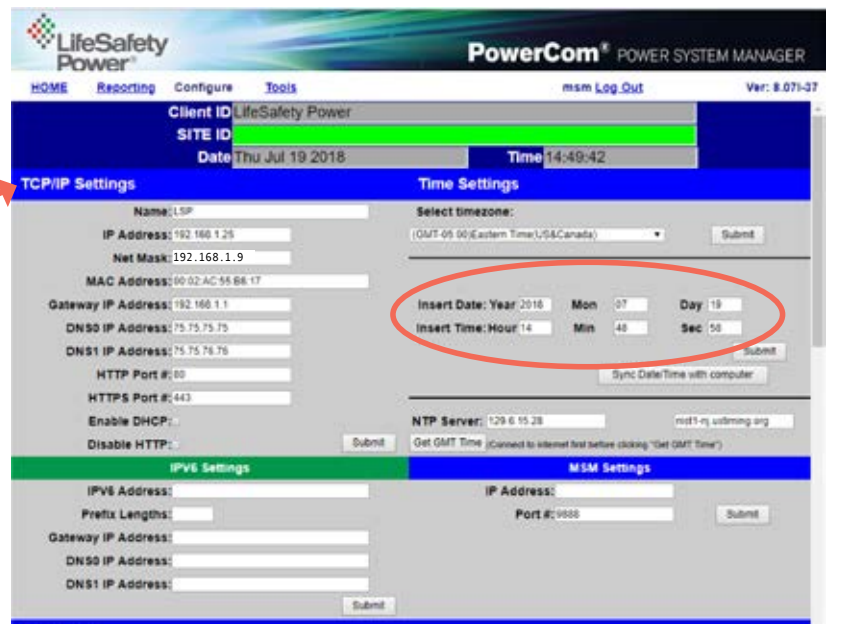 LifeSafety Power®
PowerCom® POWER SYSTEM MANAGER
HOME Reporting Configure Tools msm Log Out Ver: 8.07i-37
Client ID LifeSafety Power
SITE ID
Date Thu Jul 19 2018 Time 14:49:42
TCP/IP Settings
Name: LSP
IP Address: 192.168.1.25
Net Mask: 192.168.1.9
MAC Address: 00:02:AC:55:B6:17
Gateway IP Address: 192.168.1.1
DNS0 IP Address: 75.75.75.75
DNS1 IP Address: 75.75.76.76
HTTP Port #: 80
HTTPS Port #: 443
Enable DHCP:
Disable HTTP:
Submit
Time Settings
Select timezone:
(GMT-05:00)Eastern Time(US&Canada) Submit
Insert Date: Year 2018 Mon 07 Day 19
Insert Time: Hour 14 Min 48 Sec 58
Submit
Sync Date/Time with computer
NTP Server: 129.6.15.28 nist1-nj.ustiming.org
Get GMT Time (Connect to internet first before clicking "Get GMT Time")
IPV6 Settings
IPV6 Address:
Prefix Lengths:
Gateway IP Address:
DNS0 IP Address:
DNS1 IP Address:
Submit
MSM Settings
IP Address:
Port #: 9888 Submit